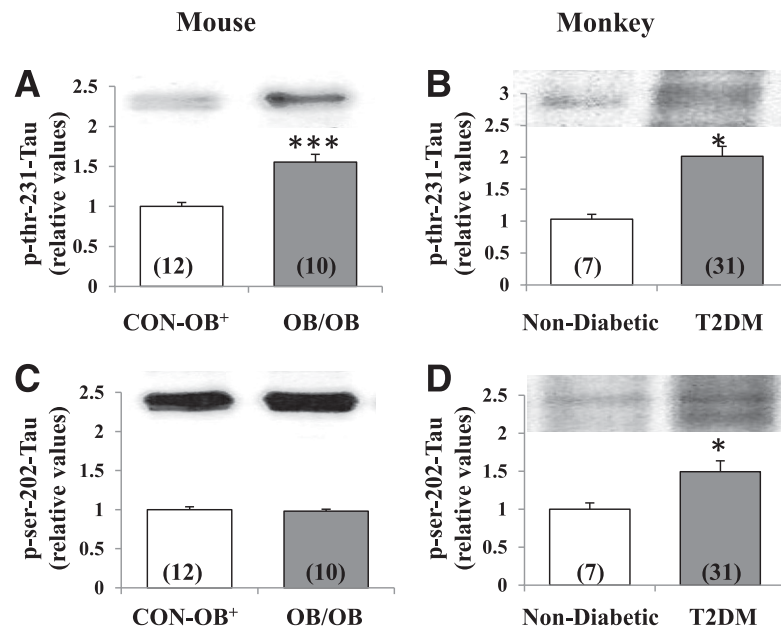 Mouse
Monkey
A
p-thr-231-Tau
(relative values)
2.5
2
1.5
1
0.5
0
***
(12)
(10)
CON-OB⁺
OB/OB
B
p-thr-231-Tau
(relative values)
3
2.5
2
1.5
1
0.5
0
*
(7)
(31)
Non-Diabetic
T2DM
C
p-ser-202-Tau
(relative values)
2.5
2
1.5
1
0.5
0
(12)
(10)
CON-OB⁺
OB/OB
D
p-ser-202-Tau
(relative values)
2.5
2
1.5
1
0.5
0
*
(7)
(31)
Non-Diabetic
T2DM